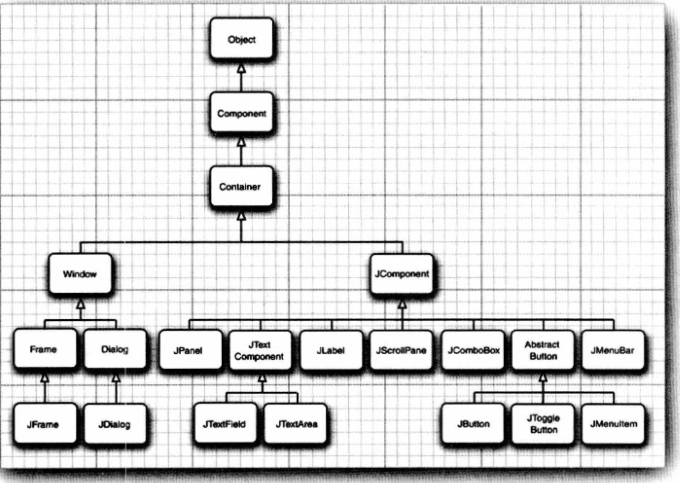 Object
Component
Container
Window
JComponent
Frame
Dialog
JPanel
JText
Component
JLabel
JScrollPane
JComboBox
Abstract
Button
JMenuBar
JFrame
JDialog
JTextField
JTextArea
JButton
JToggle
Button
JMenuItem